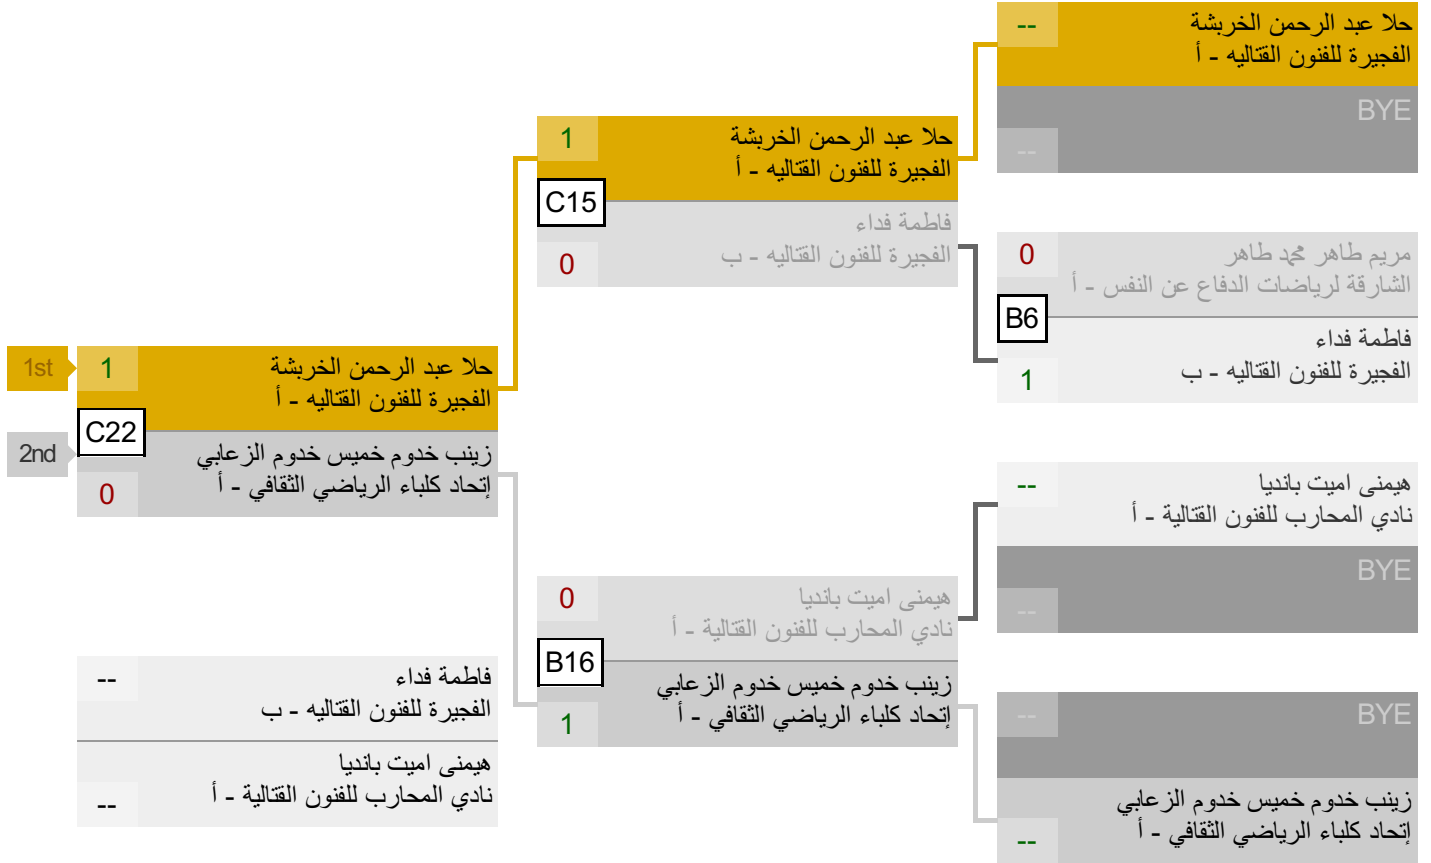 --
حلا عبد الرحمن الخربشة
الفجيرة للفنون القتاليه - أ
BYE
--
1
حلا عبد الرحمن الخربشة
الفجيرة للفنون القتاليه - أ
C15
فاطمة فداء
الفجيرة للفنون القتاليه - ب
0
0
مريم طاهر محمد طاهر
الشارقة لرياضات الدفاع عن النفس - أ
B6
فاطمة فداء
الفجيرة للفنون القتاليه - ب
1
1st
1
حلا عبد الرحمن الخربشة
الفجيرة للفنون القتاليه - أ
C22
2nd
زينب خدوم خميس خدوم الزعابي
إتحاد كلباء الرياضي الثقافي - أ
0
--
هيمنى اميت بانديا
نادي المحارب للفنون القتالية - أ
BYE
--
0
هيمنى اميت بانديا
نادي المحارب للفنون القتالية - أ
B16
زينب خدوم خميس خدوم الزعابي
إتحاد كلباء الرياضي الثقافي - أ
1
--
فاطمة فداء
الفجيرة للفنون القتاليه - ب
هيمنى اميت بانديا
نادي المحارب للفنون القتالية - أ
--
--
BYE
زينب خدوم خميس خدوم الزعابي
إتحاد كلباء الرياضي الثقافي - أ
--